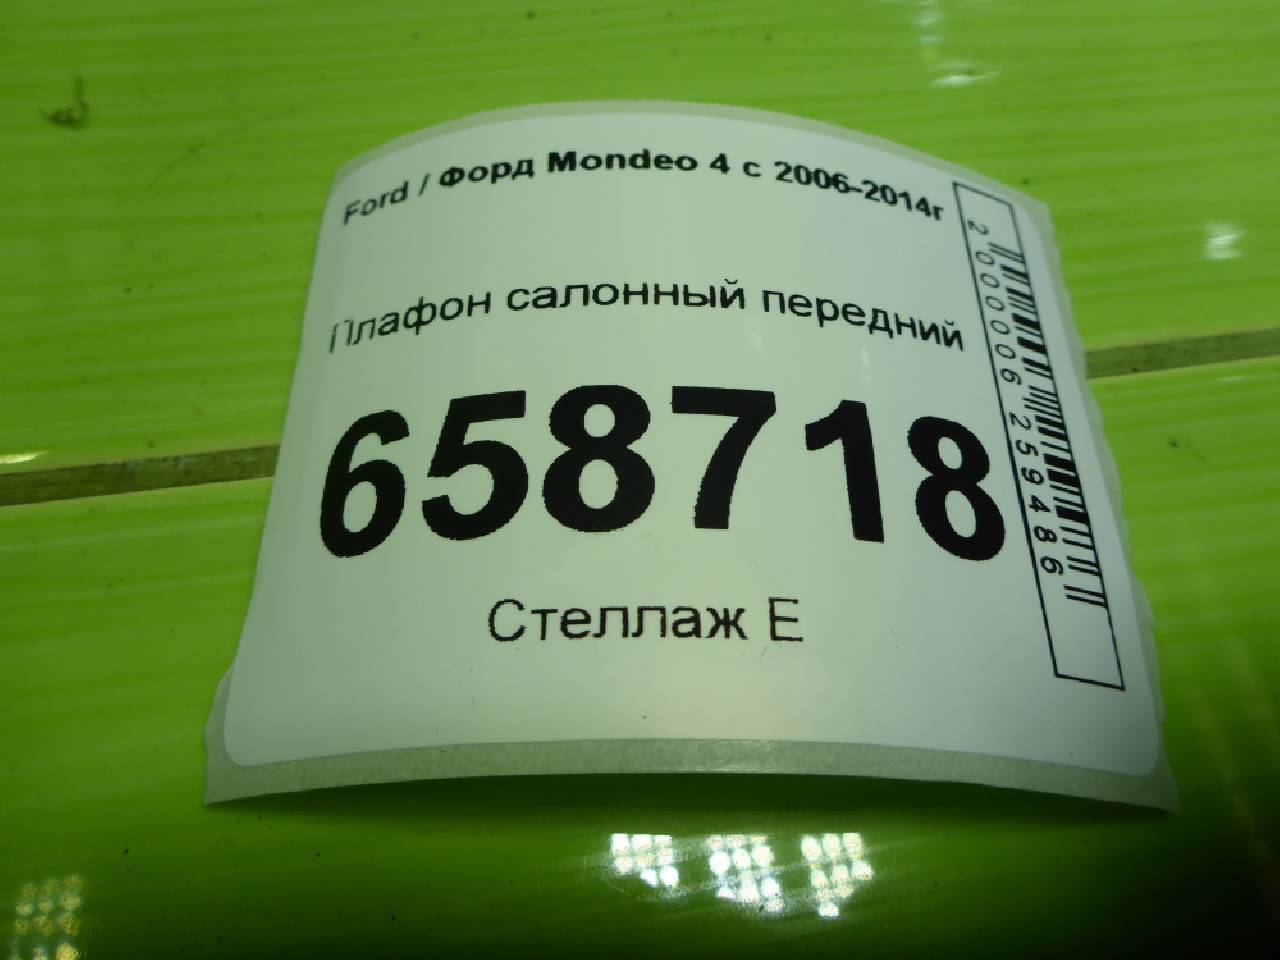 Ford / Форд Mondeo 4 с 2006-2014г
Плафон салонный передний
658718
Стеллаж Е
2000006259486